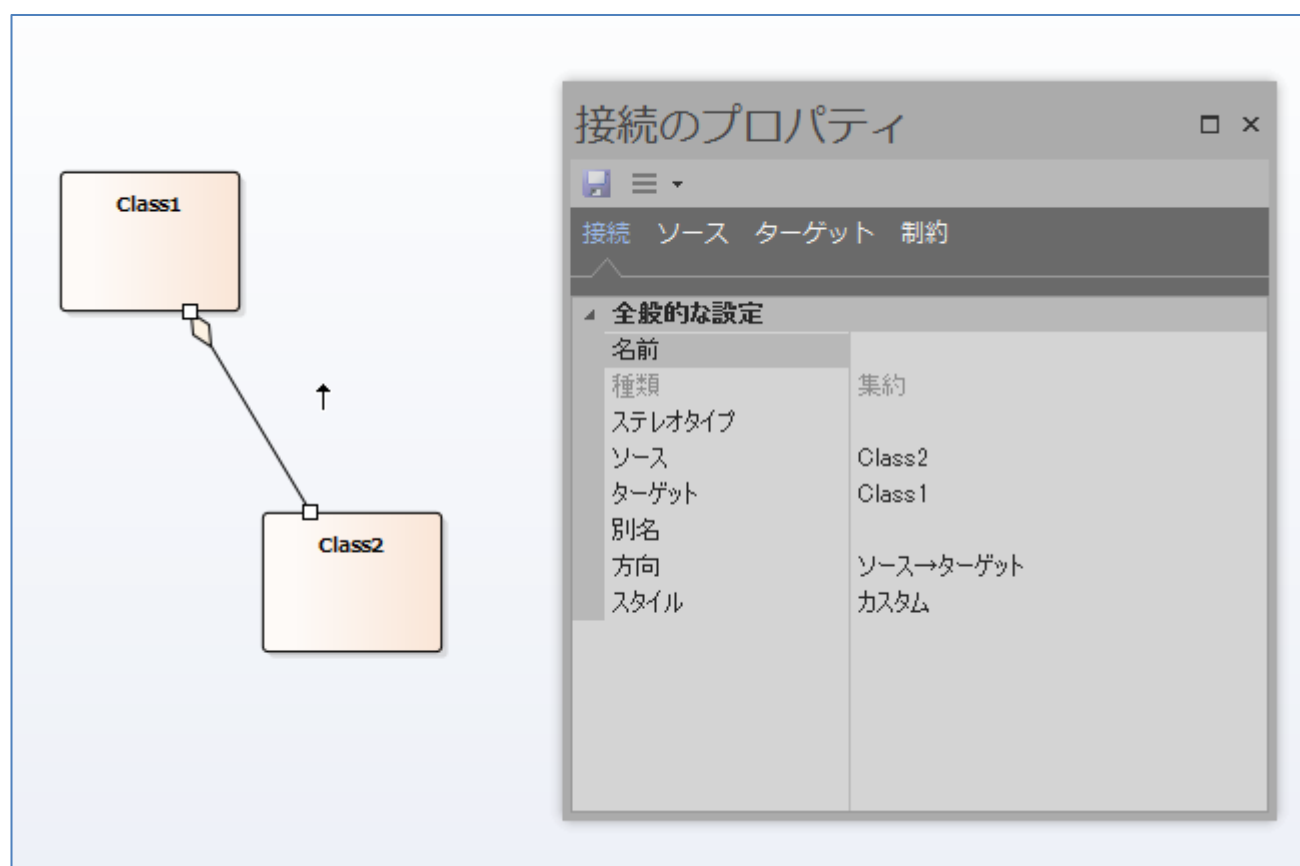 Class1
Class2
接続のプロパティ
接続 ソース ターゲット 制約
全般的な設定
名前
種類 集約
ステレオタイプ
ソース Class2
ターゲット Class1
別名
方向 ソース→ターゲット
スタイル カスタム